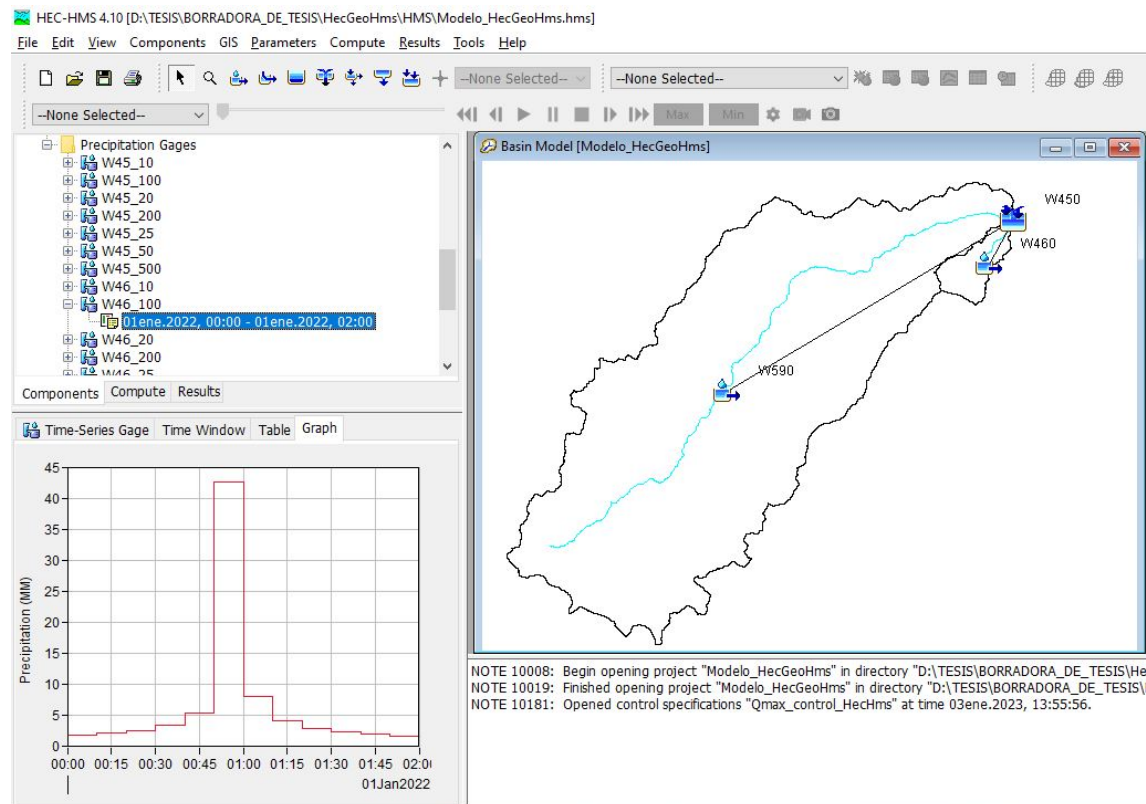 HEC-HMS 4.10 [D:\TESIS\BORRADORA_DE_TESIS\HecGeoHms\HMS\Modelo_HecGeoHms.hms]
File Edit View Components GIS Parameters Compute Results Tools Help
--None Selected-- --None Selected--
--None Selected-- Max Min
Precipitation Gages
W45_10
W45_100
W45_20
W45_200
W45_25
W45_50
W45_500
W46_10
W46_100
01ene.2022, 00:00 - 01ene.2022, 02:00
W46_20
W46_200
W46_25
Components Compute Results
Time-Series Gage Time Window Table Graph
45
40
35
30
25
20
15
10
5
0
Precipitation (MM)
00:00 00:15 00:30 00:45 01:00 01:15 01:30 01:45 02:0
01Jan2022
Basin Model [Modelo_HecGeoHms]
W450
W460
W590
NOTE 10008: Begin opening project "Modelo_HecGeoHms" in directory "D:\TESIS\BORRADORA_DE_TESIS\He
NOTE 10019: Finished opening project "Modelo_HecGeoHms" in directory "D:\TESIS\BORRADORA_DE_TESIS\
NOTE 10181: Opened control specifications "Qmax_control_HecHms" at time 03ene.2023, 13:55:56.